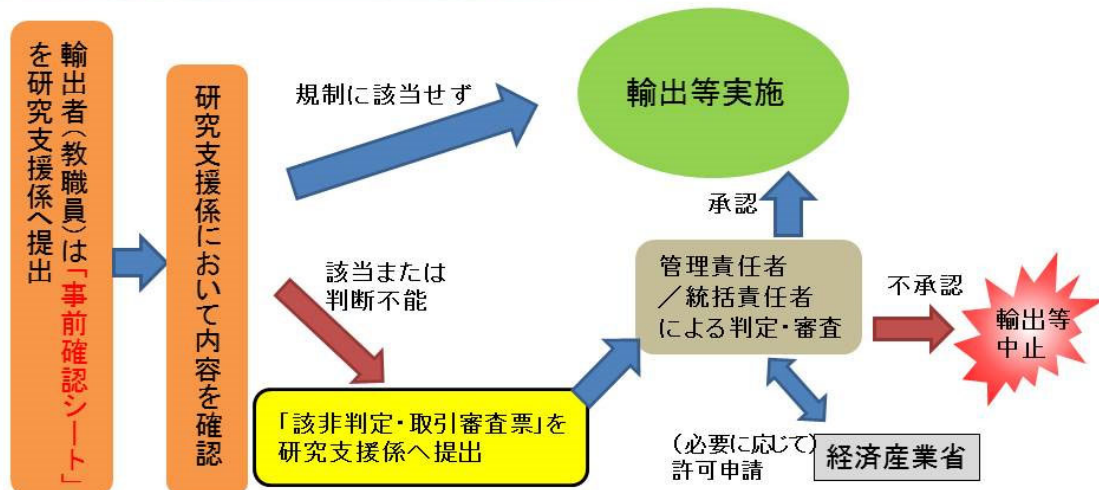 輸出者(教職員)は「事前確認シート」
を研究支援係へ提出
研究支援係において内容を確認
規制に該当せず
輸出等実施
承認
該当または
判断不能
管理責任者
／統括責任者
による判定・審査
不承認
輸出等
中止
「該非判定・取引審査票」を
研究支援係へ提出
(必要に応じて)
許可申請
経済産業省